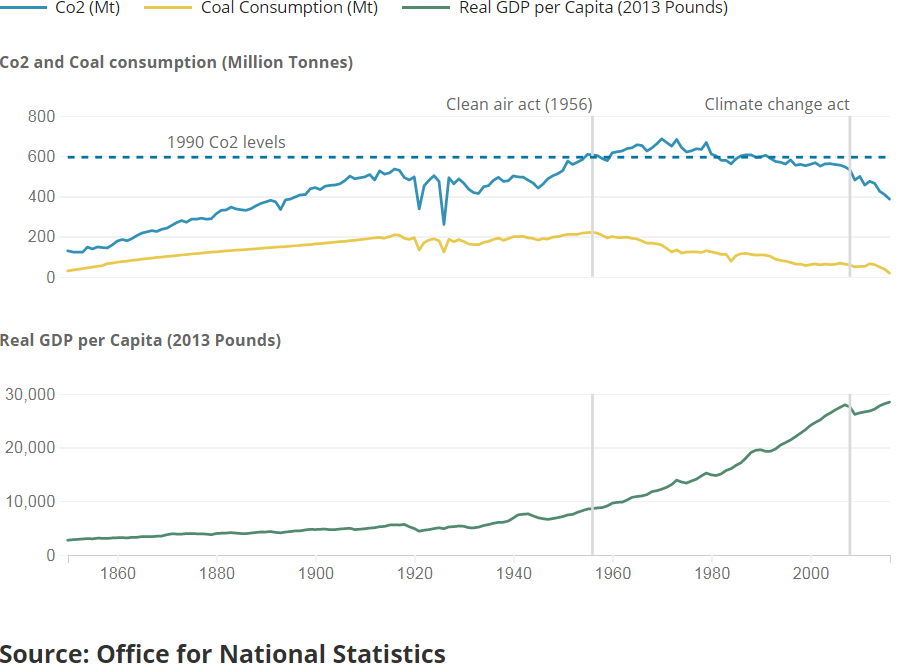 Co2 (Mt) Coal Consumption (Mt) Real GDP per Capita (2013 Pounds)
Co2 and Coal consumption (Million Tonnes)
Clean air act (1956) Climate change act
800
1990 Co2 levels
600
400
200
0
Real GDP per Capita (2013 Pounds)
30,000
20,000
10,000
0
1860 1880 1900 1920 1940 1960 1980 2000
Source: Office for National Statistics